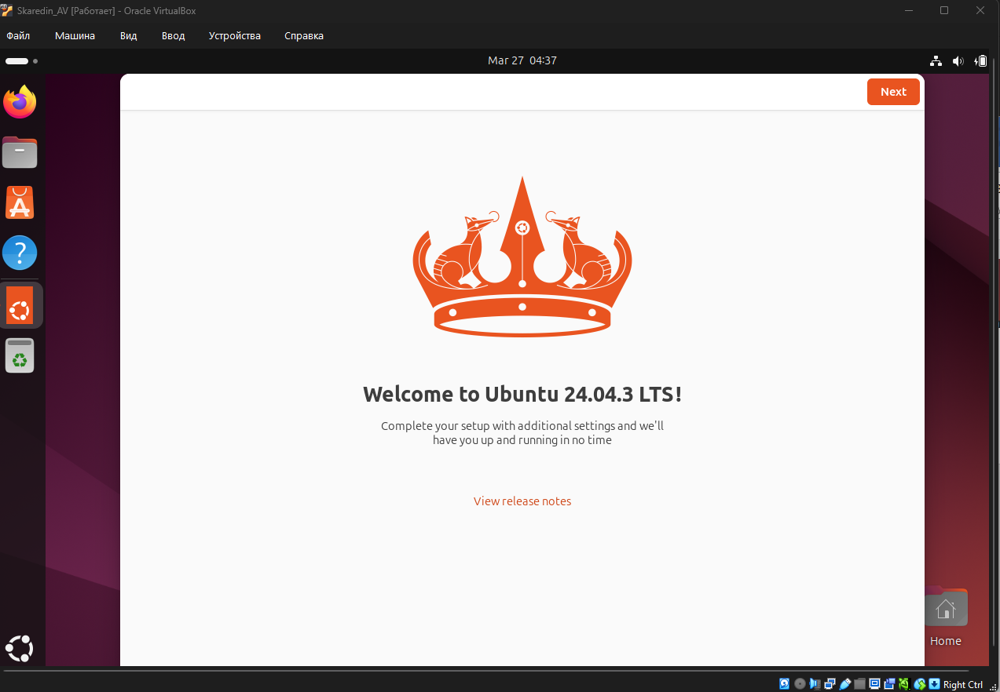 Skaredin_AV [Работает] - Oracle VirtualBox
Файл Машина Вид Ввод Устройства Справка
Mar 27 04:37
Next
Welcome to Ubuntu 24.04.3 LTS!
Complete your setup with additional settings and we'll
have you up and running in no time
View release notes
Home
Right Ctrl